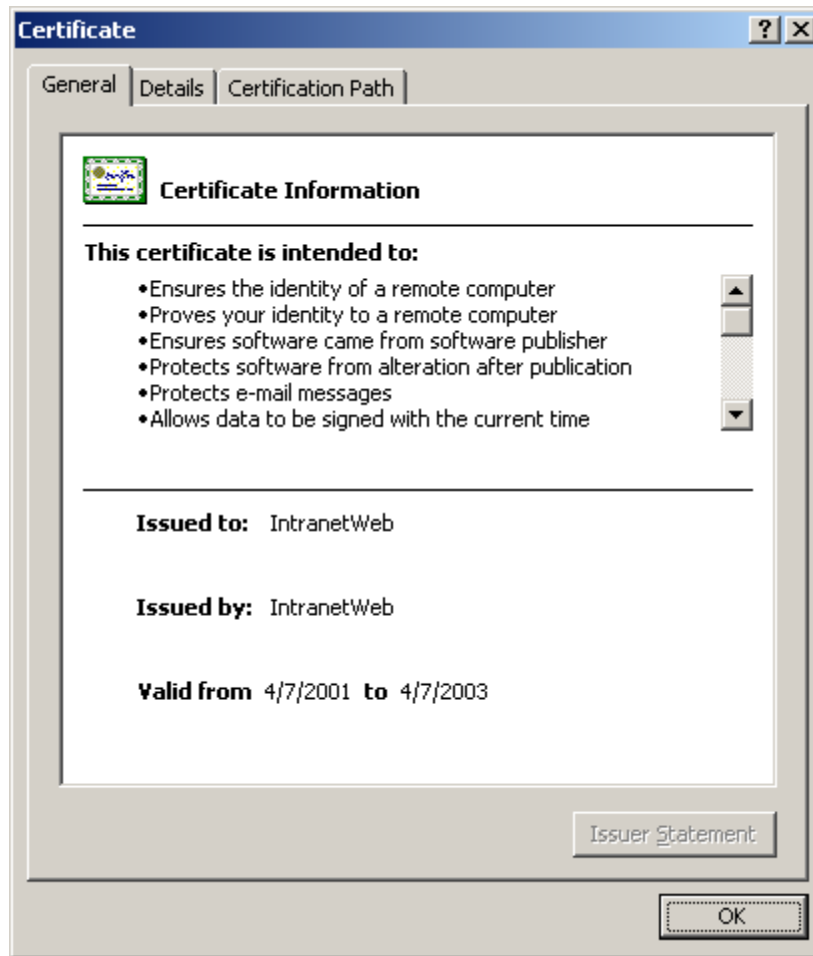 Certificate
General Details Certification Path
Certificate Information
This certificate is intended to:
•Ensures the identity of a remote computer
•Proves your identity to a remote computer
•Ensures software came from software publisher
•Protects software from alteration after publication
•Protects e-mail messages
•Allows data to be signed with the current time
Issued to: IntranetWeb
Issued by: IntranetWeb
Valid from 4/7/2001 to 4/7/2003
Issuer Statement
OK